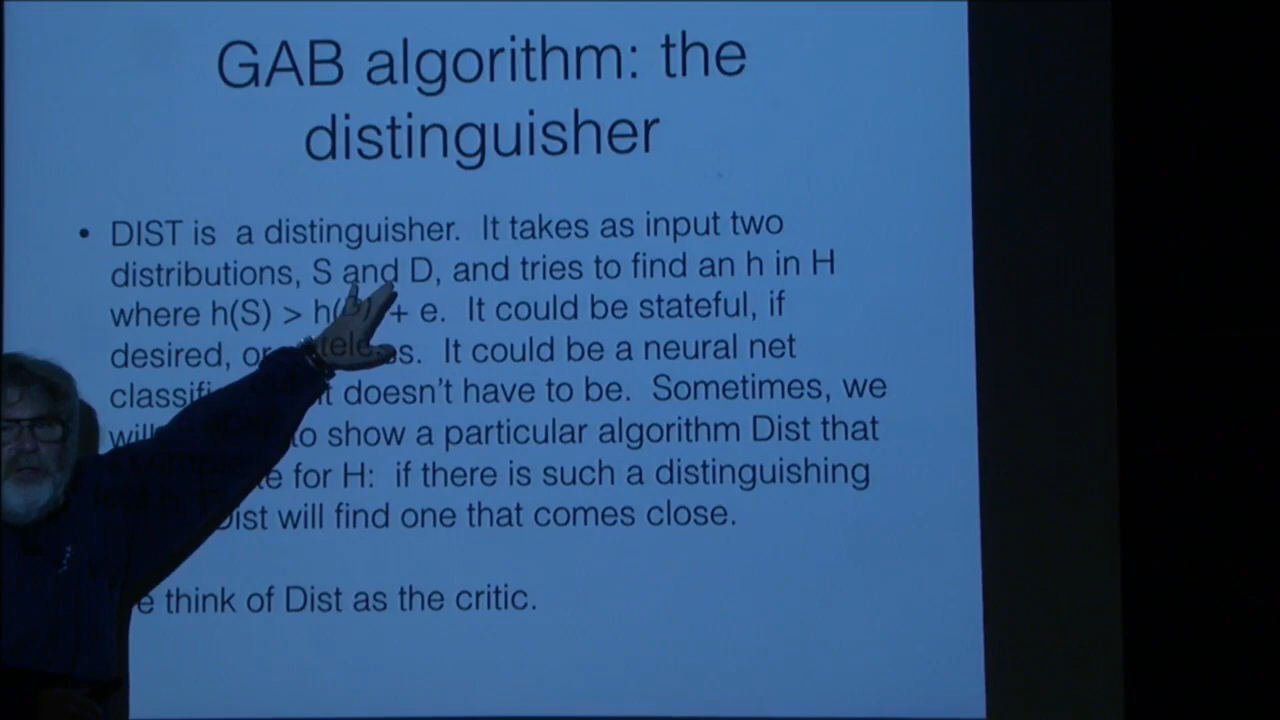 GAB algorithm: the
distinguisher
• DIST is a distinguisher. It takes as input two
distributions, S and D, and tries to find an h in H
where h(S) > + e. It could be stateful, if
desired, or It could be a neural net
doesn't have to be. Sometimes, we
will to show a particular algorithm Dist that
for H: if there is such a distinguishing
Dist will find one that comes close.
think of Dist as the critic.